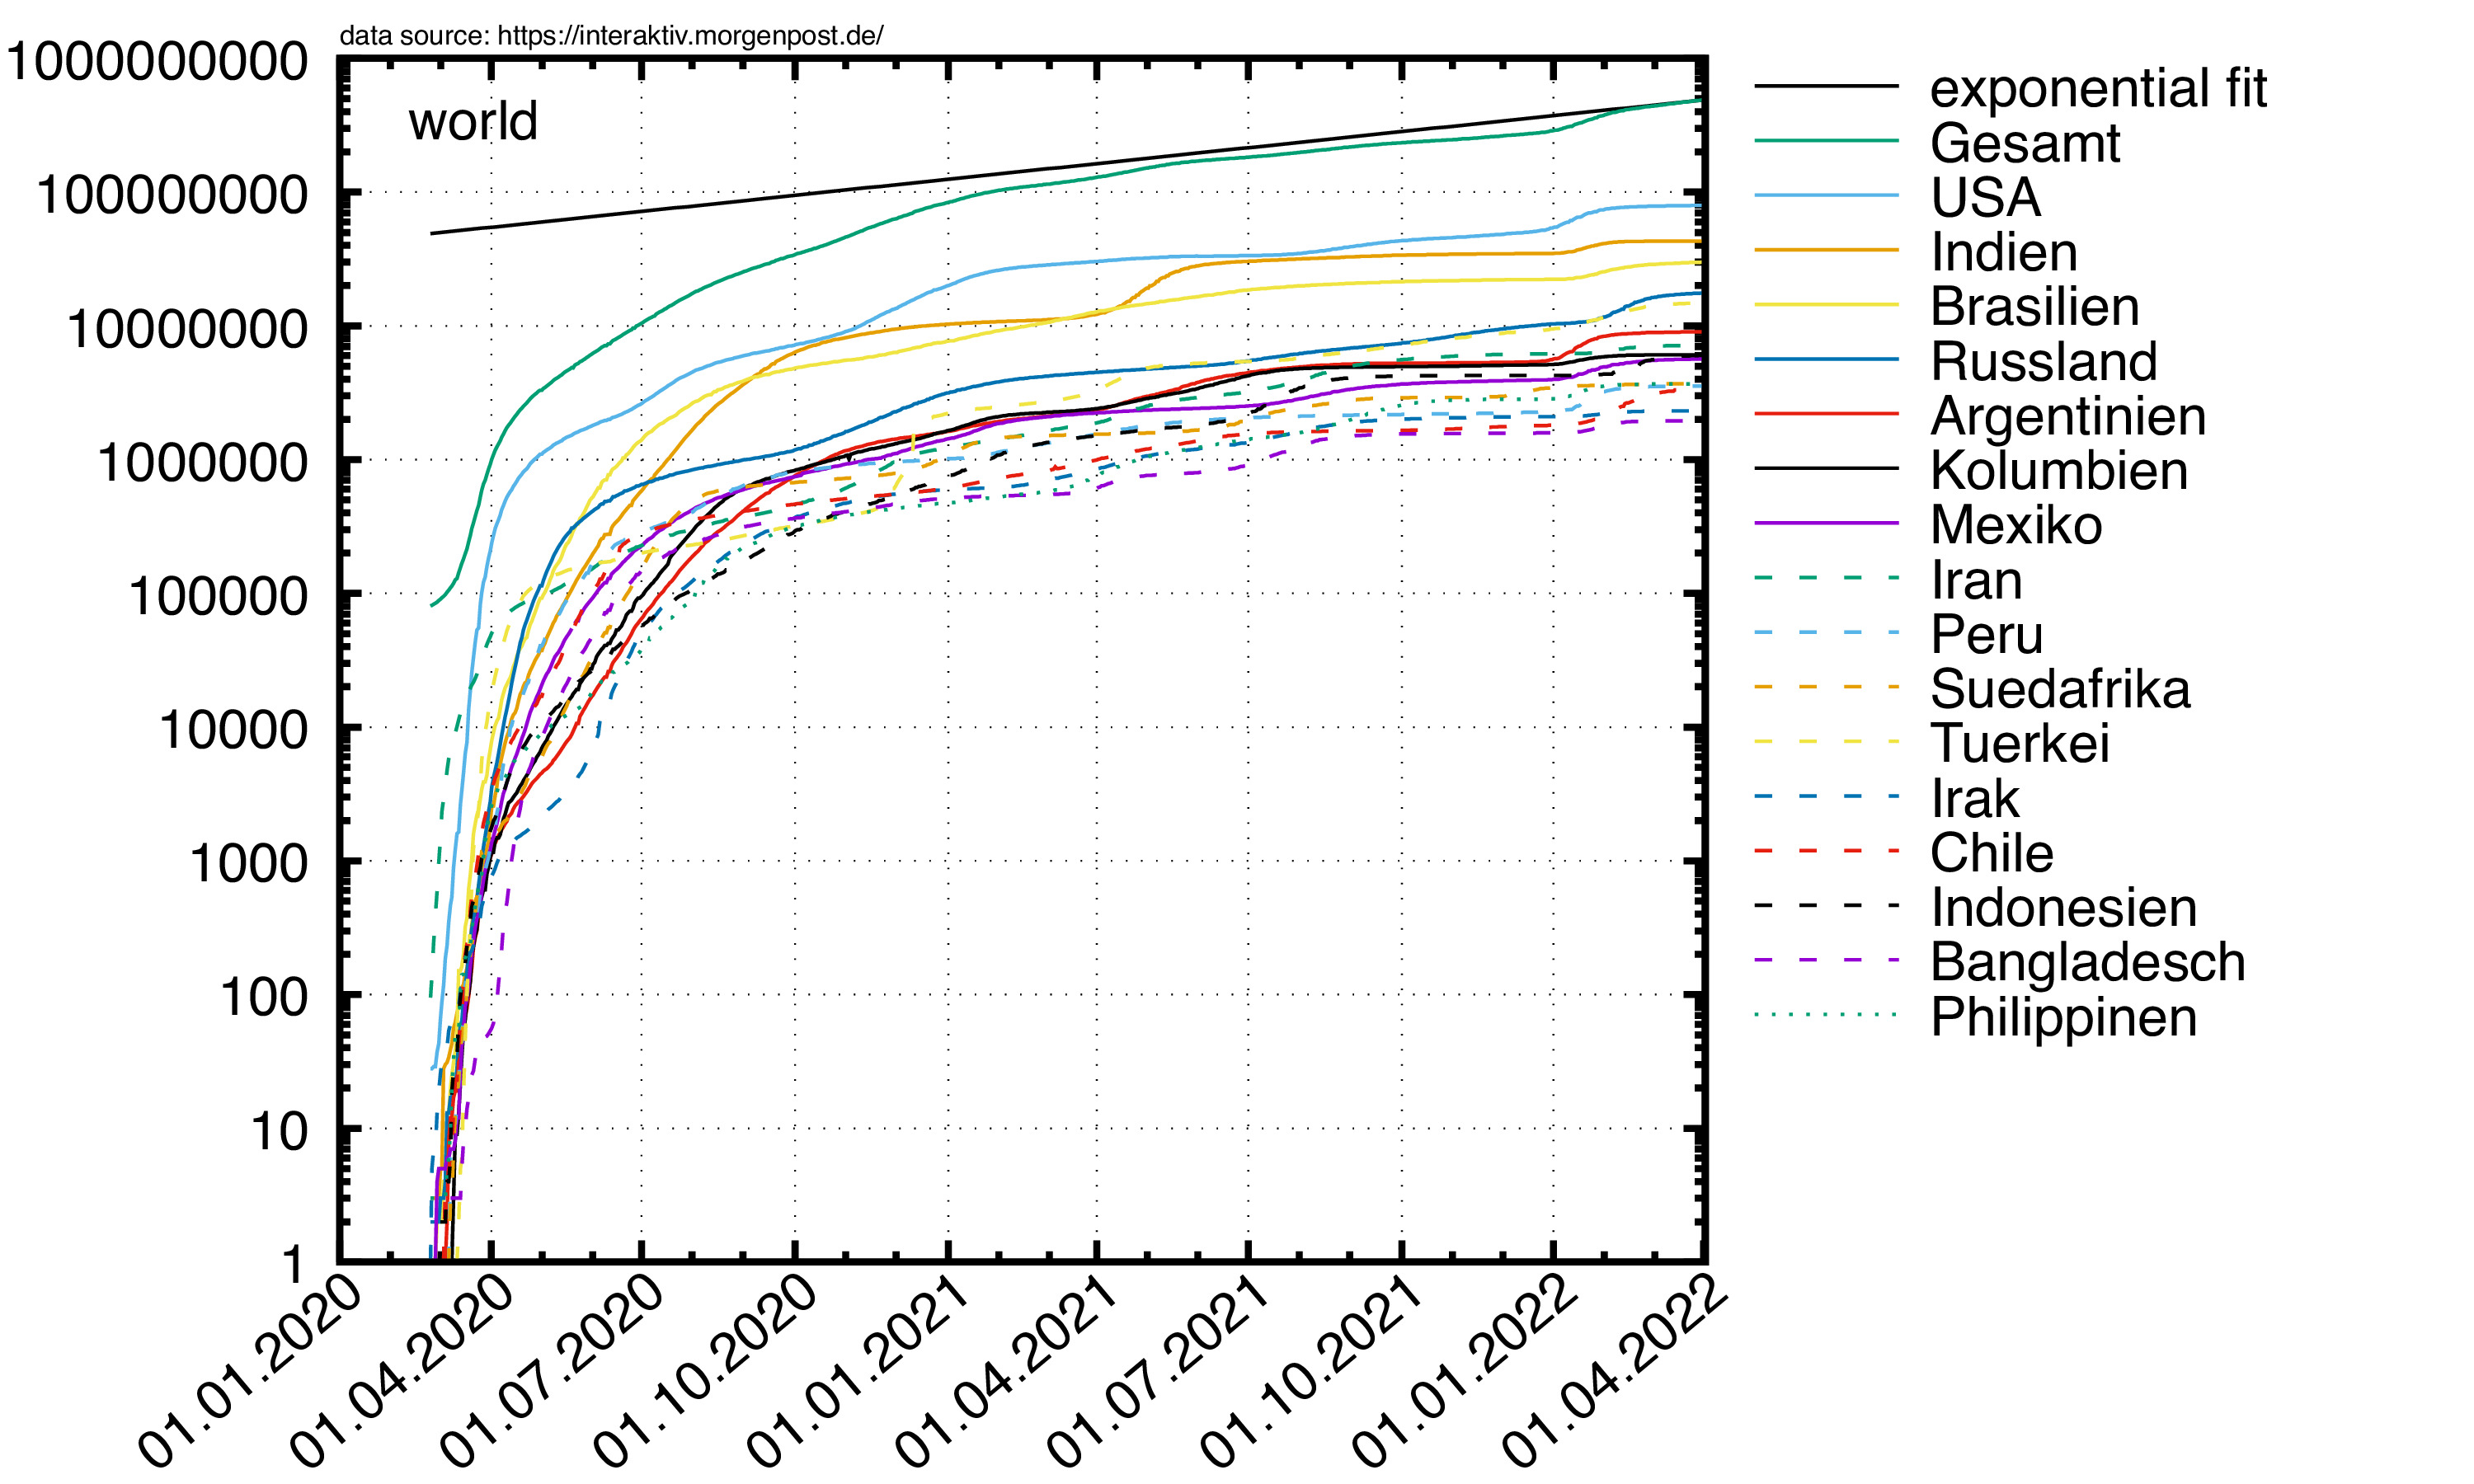 data source: https://interaktiv.morgenpost.de/
world
1000000000
100000000
10000000
1000000
100000
10000
1000
100
10
1
01.01.2020
01.04.2020
01.07.2020
01.10.2020
01.01.2021
01.04.2021
01.07.2021
01.10.2021
01.01.2022
01.04.2022
exponential fit
Gesamt
USA
Indien
Brasilien
Russland
Argentinien
Kolumbien
Mexiko
Iran
Peru
Suedafrika
Tuerkei
Irak
Chile
Indonesien
Bangladesch
Philippinen